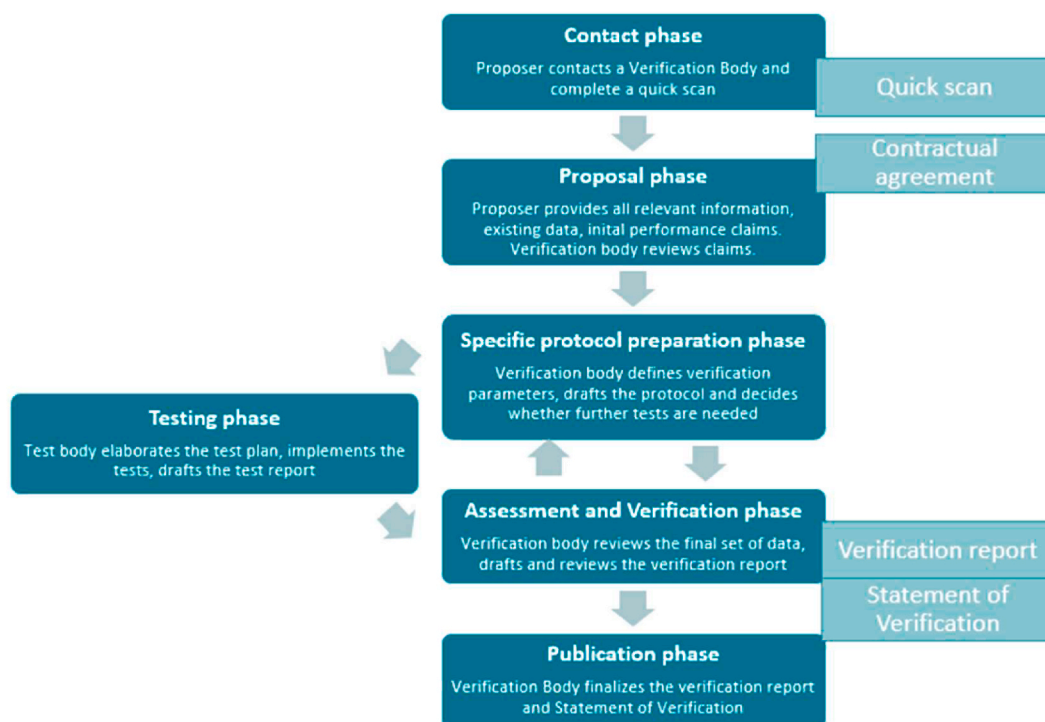 Contact phase
Proposer contacts a Verification Body and
complete a quick scan
Quick scan
Contractual
agreement
Proposal phase
Proposer provides all relevant information,
existing data, inital performance claims.
Verification body reviews claims.
Specific protocol preparation phase
Verification body defines verification
parameters, drafts the protocol and decides
whether further tests are needed
Testing phase
Test body elaborates the test plan, implements the
tests, drafts the test report
Assessment and Verification phase
Verification body reviews the final set of data,
drafts and reviews the verification report
Verification report
Statement of
Verification
Publication phase
Verification Body finalizes the verification report
and Statement of Verification